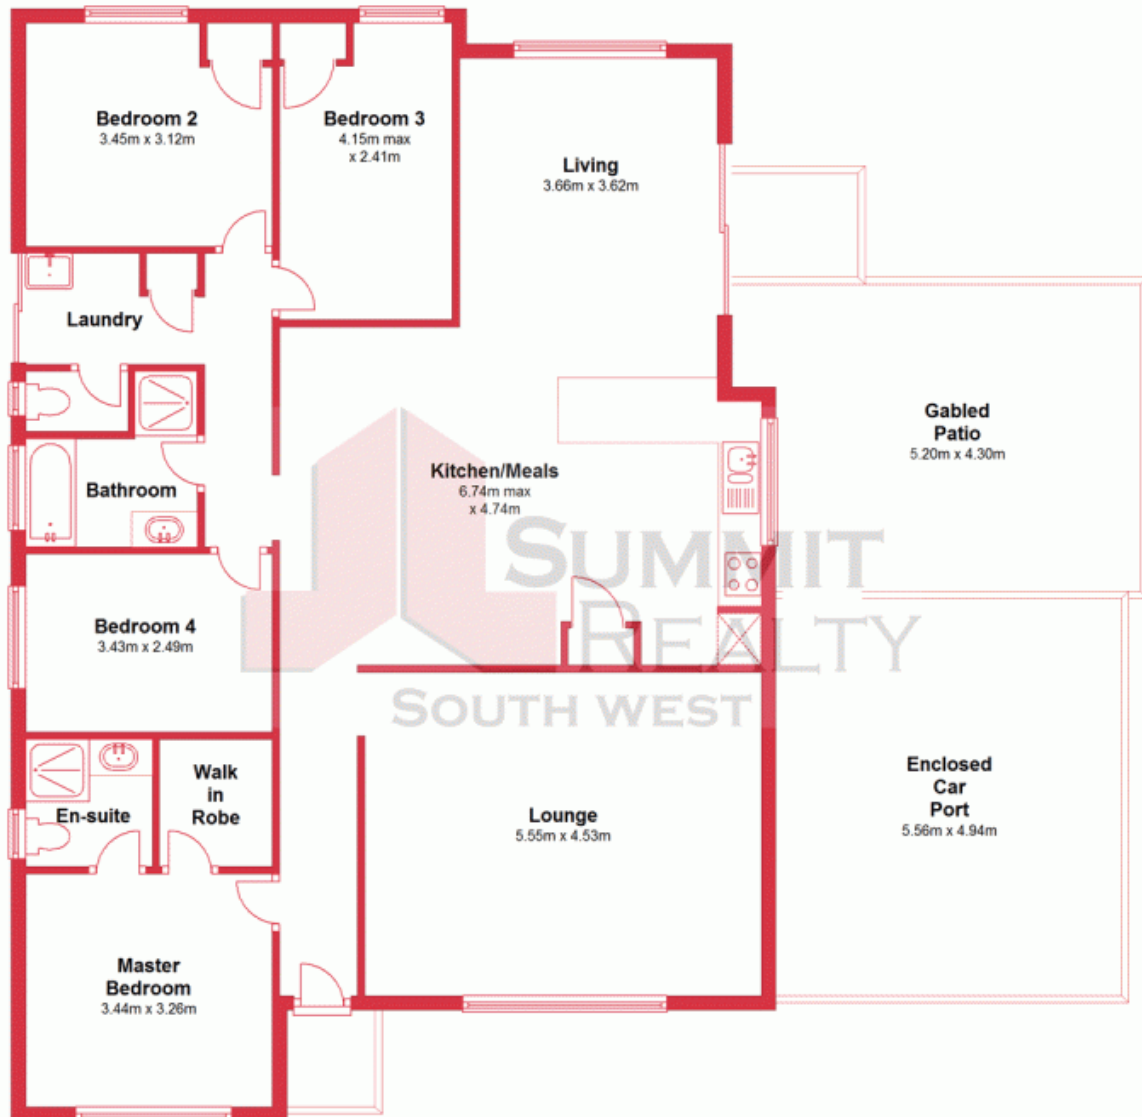 Bedroom 2
3.45m x 3.12m
Bedroom 3
4.15m max
x 2.41m
Living
3.66m x 3.62m
Laundry
Gabled
Patio
5.20m x 4.30m
Kitchen/Meals
6.74m max
x 4.74m
Bathroom
SUMMIT
REALTY
SOUTH WEST
Bedroom 4
3.43m x 2.49m
Walk
in
Robe
En-suite
Lounge
5.55m x 4.53m
Enclosed
Car
Port
5.56m x 4.94m
Master
Bedroom
3.44m x 3.26m